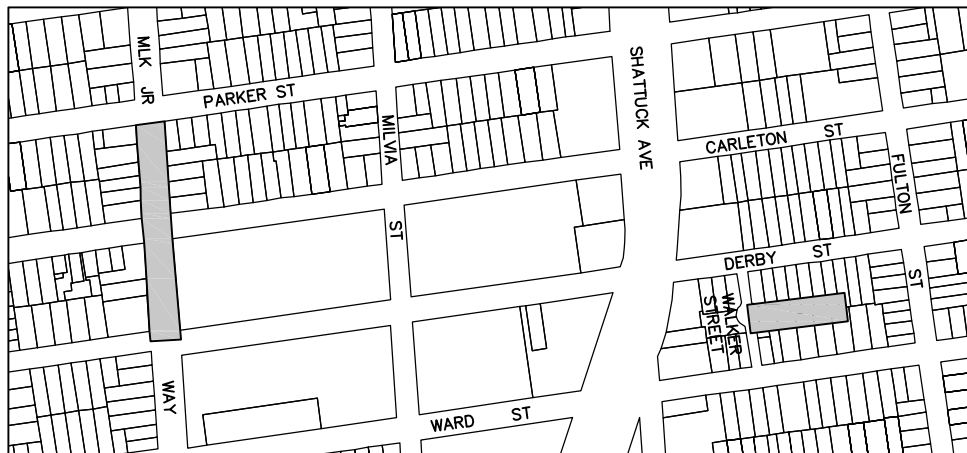 MLK JR
PARKER ST
MILVIA
SHATTUCK AVE
CARLETON ST
FULTON
ST
DERBY ST
ST
WALKER
STREET
WAY
WARD ST